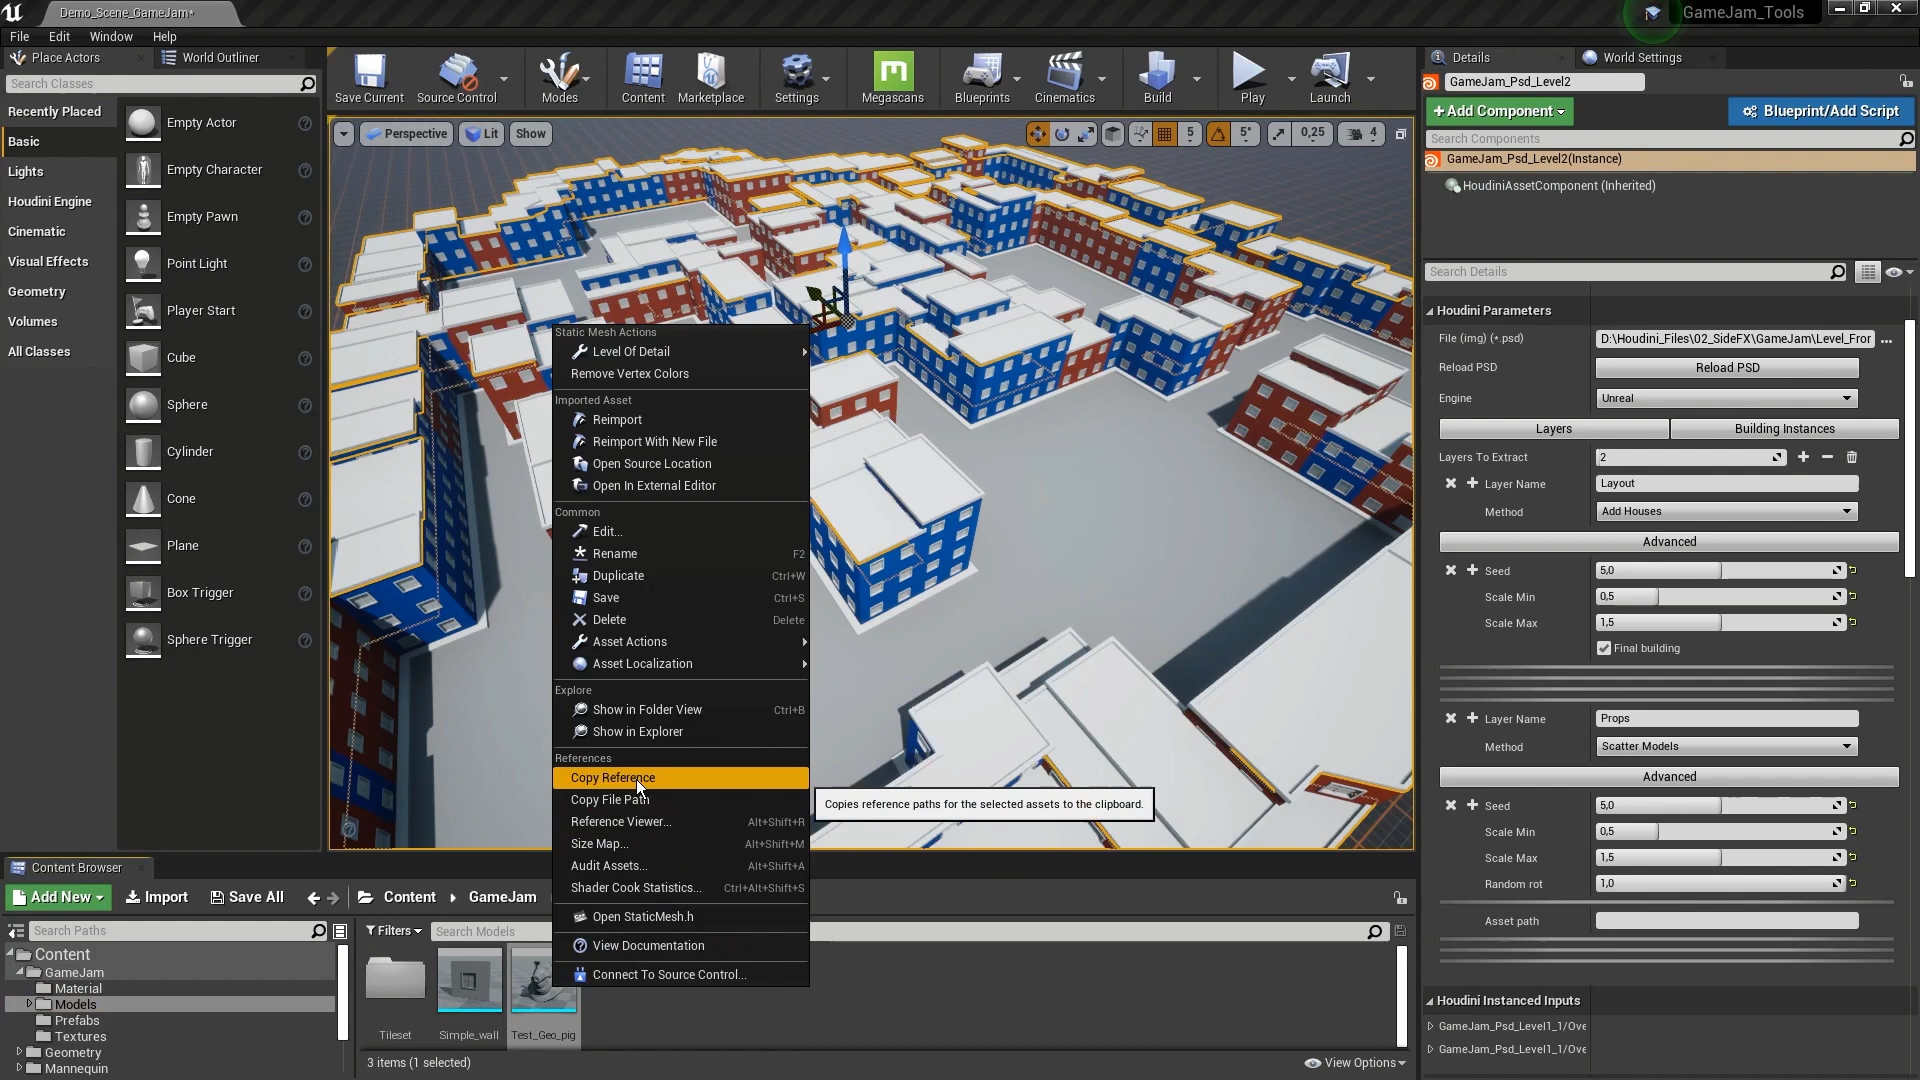 Demo_Scene_GameJam*
GameJam_Tools
File
Edit
Window
Help
Place Actors
World Outliner
Search Classes
Recently Placed
Basic
Lights
Houdini Engine
Cinematic
Visual Effects
Geometry
Volumes
All Classes
Empty Actor
Empty Character
Empty Pawn
Point Light
Player Start
Cube
Sphere
Cylinder
Cone
Plane
Box Trigger
Sphere Trigger
Save Current
Source Control
Modes
Content
Marketplace
Settings
Megascans
Blueprints
Cinematics
Build
Play
Launch
Perspective
Lit
Show
5
5°
0,25
4
Static Mesh Actions
Level Of Detail
Remove Vertex Colors
Imported Asset
Reimport
Reimport With New File
Open Source Location
Open In External Editor
Common
Edit...
Rename F2
Duplicate Ctrl+W
Save Ctrl+S
Delete Delete
Asset Actions
Asset Localization
Explore
Show in Folder View Ctrl+B
Show in Explorer
References
Copy Reference
Copy File Path
Reference Viewer... Alt+Shift+R
Size Map... Alt+Shift+M
Audit Assets... Alt+Shift+A
Shader Cook Statistics... Ctrl+Alt+Shift+S
Open StaticMesh.h
View Documentation
Connect To Source Control...
Copies reference paths for the selected assets to the clipboard.
Details
World Settings
GameJam_Psd_Level2
+Add Component
Blueprint/Add Script
Search Components
GameJam_Psd_Level2(Instance)
HoudiniAssetComponent (Inherited)
Search Details
Houdini Parameters
File (img) (*.psd) D:\Houdini_Files\02_SideFX\GameJam\Level_Fror
Reload PSD Reload PSD
Engine Unreal
Layers
Building Instances
Layers To Extract 2
Layer Name Layout
Method Add Houses
Advanced
Seed 5,0
Scale Min 0,5
Scale Max 1,5
Final building
Layer Name Props
Method Scatter Models
Advanced
Seed 5,0
Scale Min 0,5
Scale Max 1,5
Random rot 1,0
Asset path
Houdini Instanced Inputs
GameJam_Psd_Level1_1/Ove
GameJam_Psd_Level1_1/Ove
Content Browser
Add New
Import
Save All
Content
GameJam
Search Paths
Filters
Search Models
Content
GameJam
Material
Models
Prefabs
Textures
Geometry
Mannequin
Tileset
Simple_wall
Test_Geo_pig
3 items (1 selected)
View Options